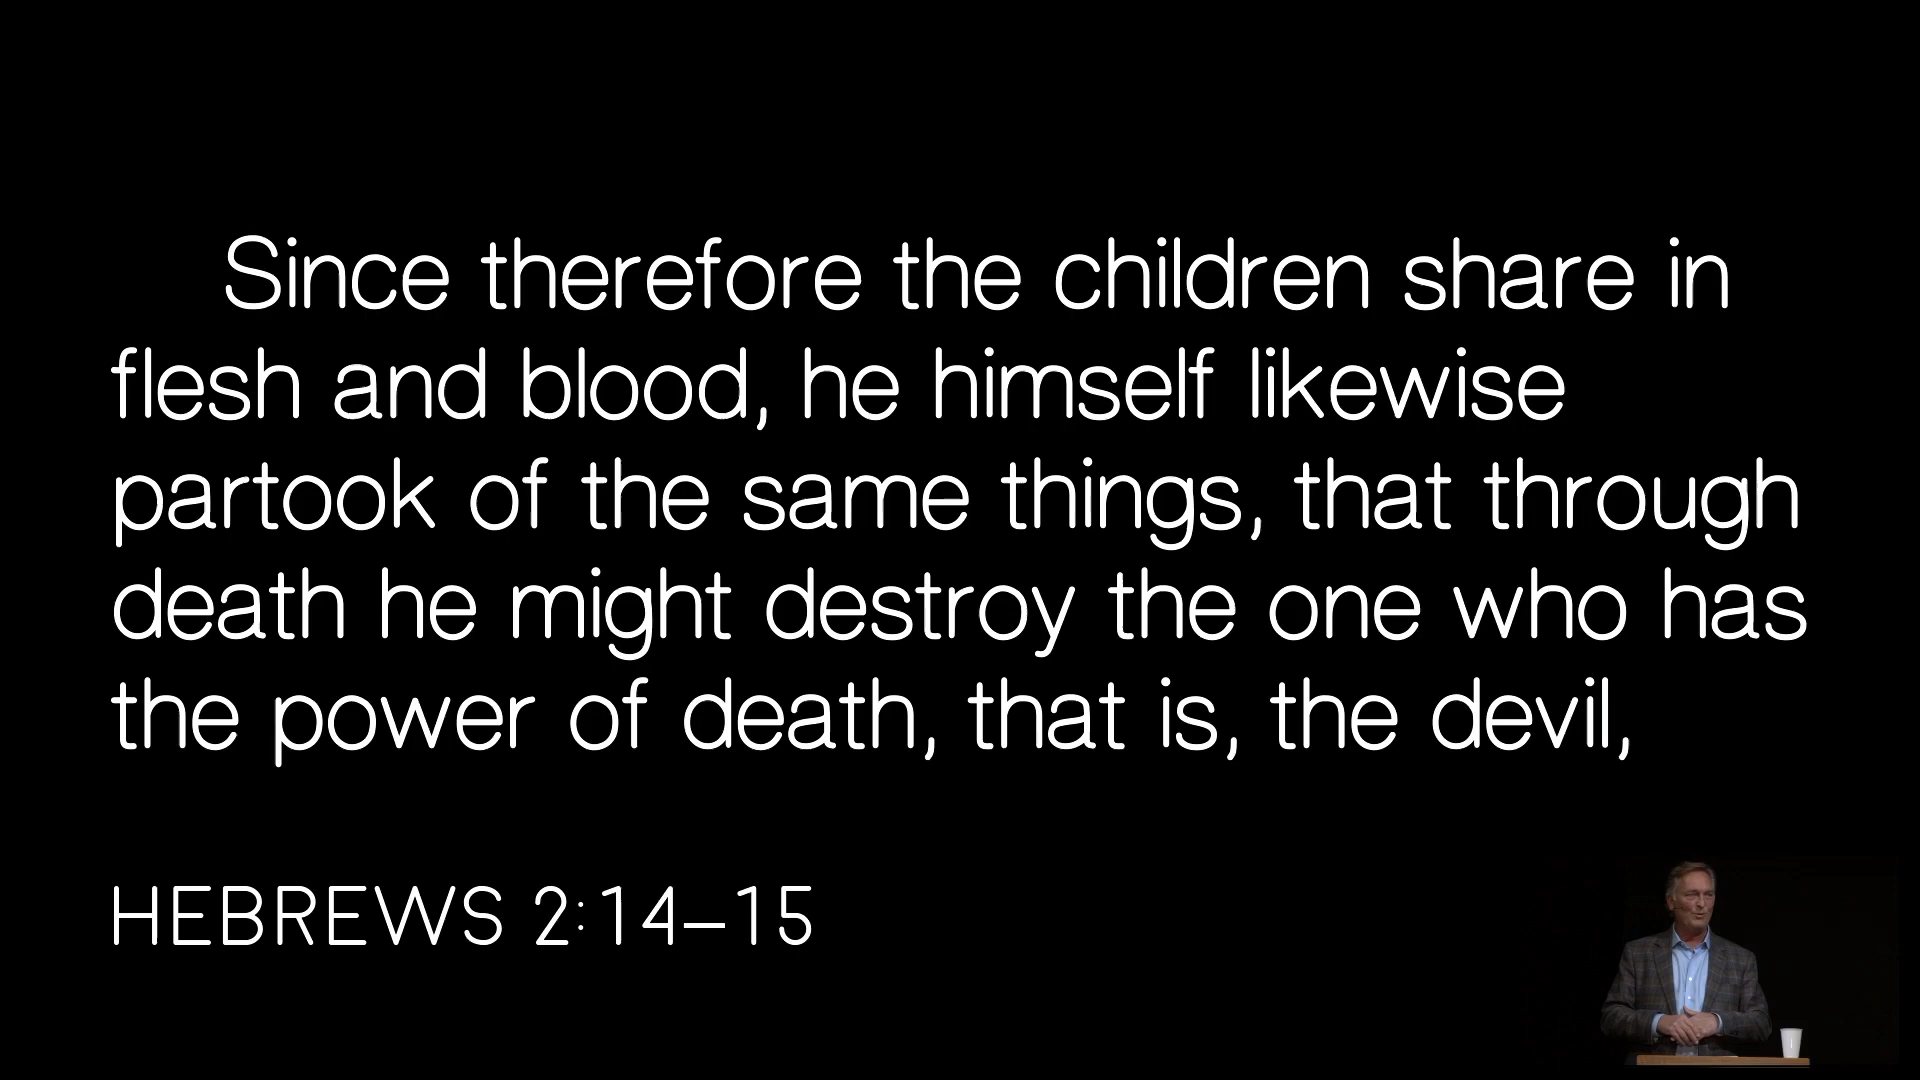 Since therefore the children share in
flesh and blood, he himself likewise
partook of the same things, that through
death he might destroy the one who has
the power of death, that is, the devil,
HEBREWS 2:14–15